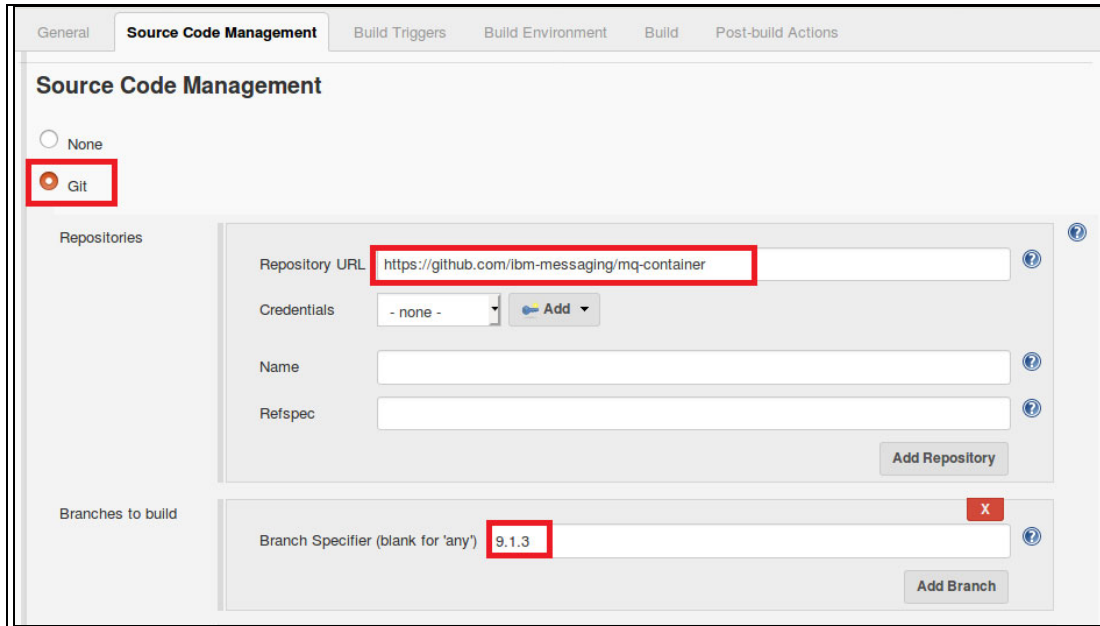 General Source Code Management Build Triggers Build Environment Build Post-build Actions
Source Code Management
None
Git
Repositories
Repository URL https://github.com/ibm-messaging/mq-container
Credentials - none - Add
Name
Refspec
Add Repository
Branches to build
X
Branch Specifier (blank for 'any') 9.1.3
Add Branch